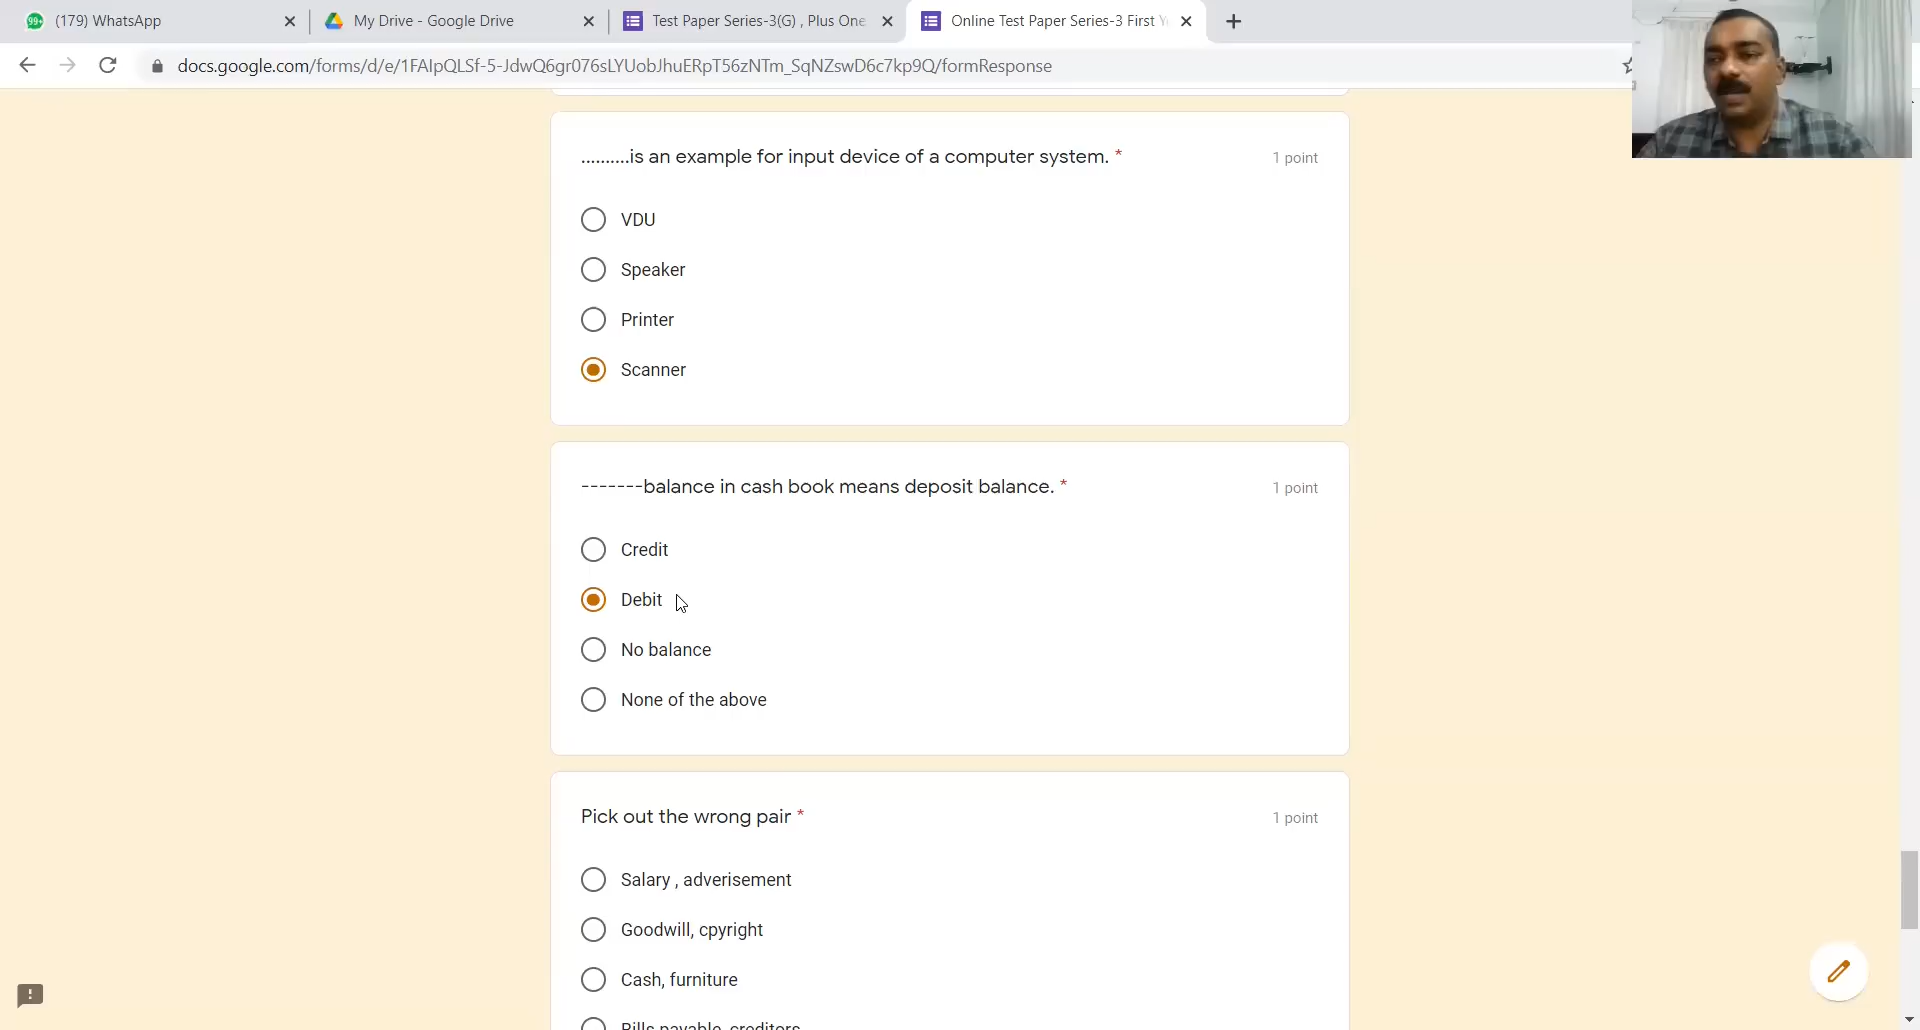 (179) WhatsApp
My Drive - Google Drive
Test Paper Series-3(G) , Plus One
Online Test Paper Series-3 First Y
docs.google.com/forms/d/e/1FAIpQLSf-5-JdwQ6gr076sLYUobJhuERpT56zNTm_SqNZswD6c7kp9Q/formResponse
..........is an example for input device of a computer system. *
1 point
VDU
Speaker
Printer
Scanner
-------balance in cash book means deposit balance. *
1 point
Credit
Debit
No balance
None of the above
Pick out the wrong pair *
1 point
Salary , adverisement
Goodwill, cpyright
Cash, furniture
Bills payable, creditors